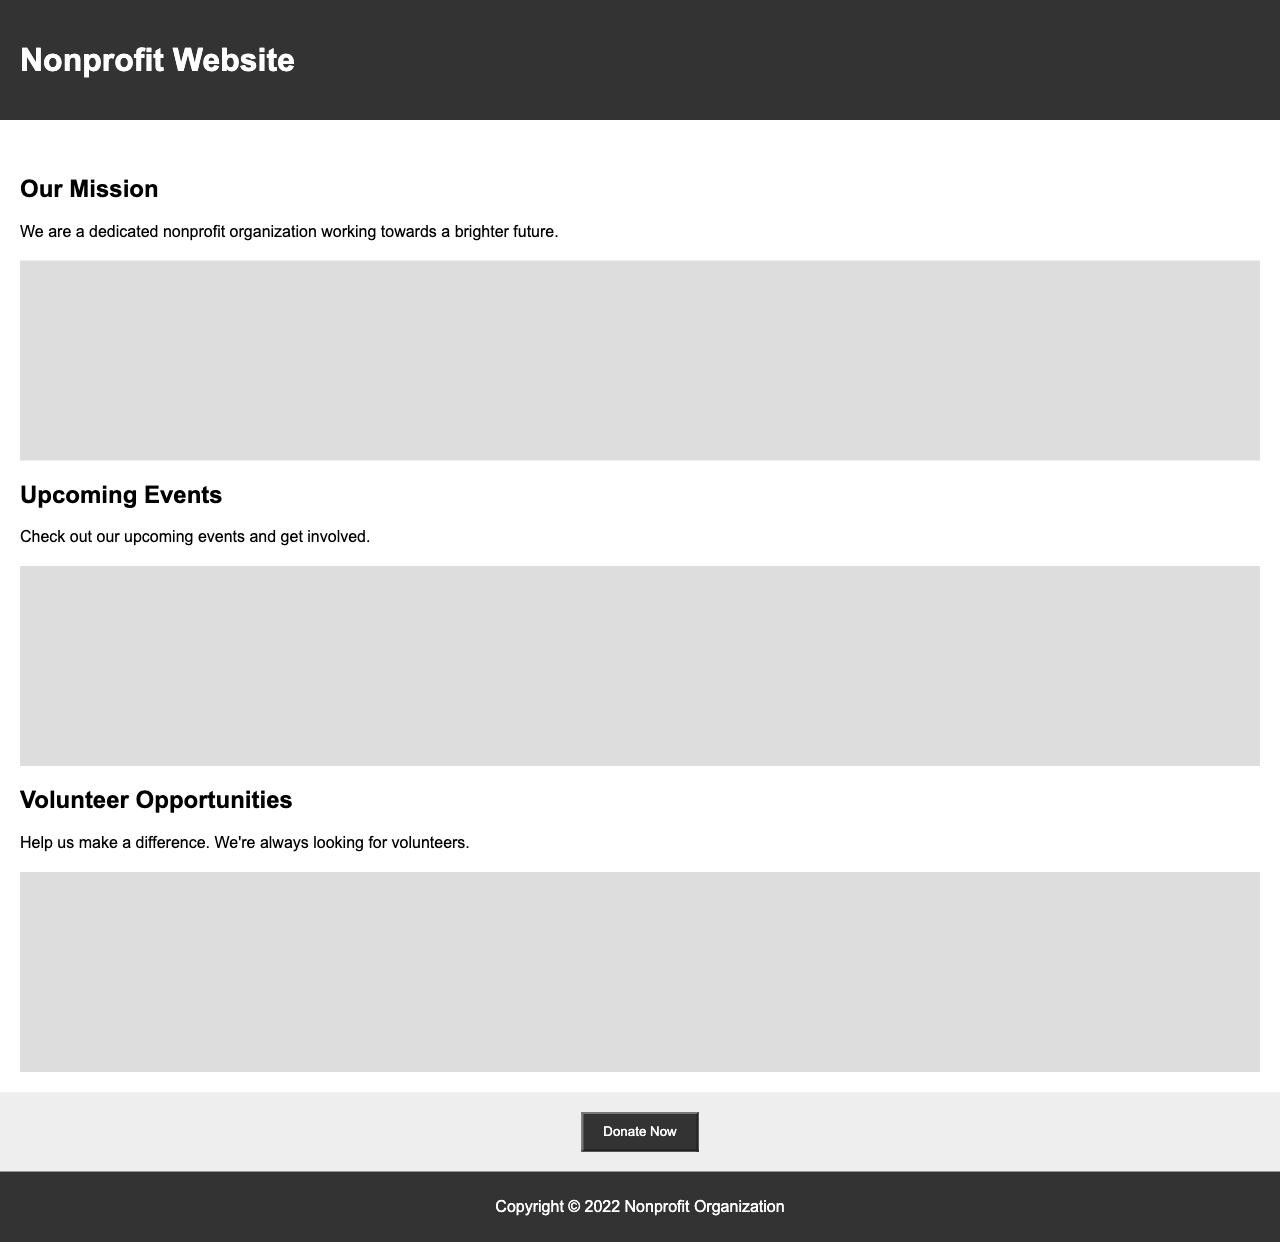 Nonprofit Website
Our Mission
We are a dedicated nonprofit organization working towards a brighter future.
Upcoming Events
Check out our upcoming events and get involved.
Volunteer Opportunities
Help us make a difference. We're always looking for volunteers.
Donate Now
Copyright © 2022 Nonprofit Organization